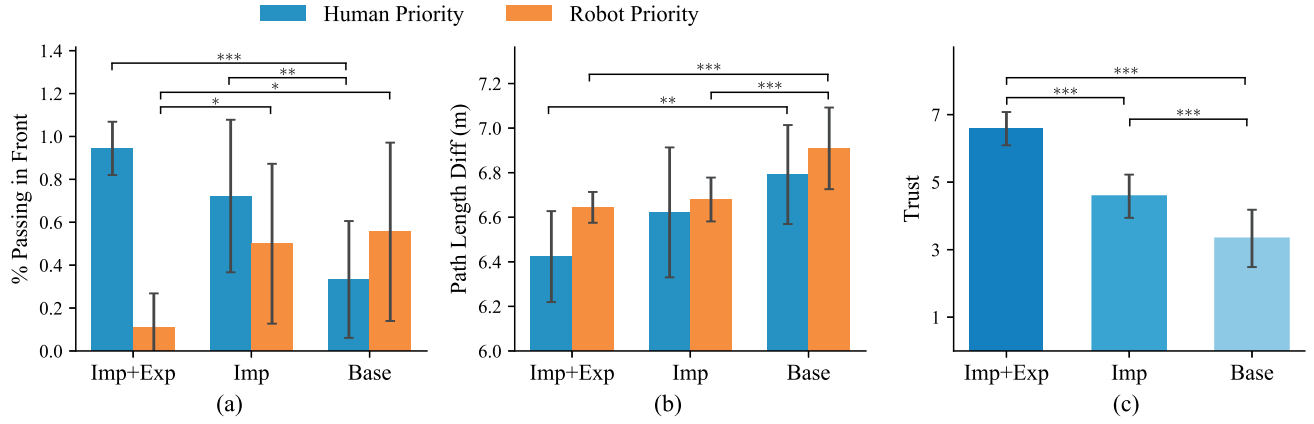 Human Priority Robot Priority
% Passing in Front
1.4
1.2
1.0
0.8
0.6
0.4
0.2
0.0
***
**
*
*
Imp+Exp Imp Base
(a)
Path Length Diff (m)
7.2
7.0
6.8
6.6
6.4
6.2
6.0
***
***
**
Imp+Exp Imp Base
(b)
Trust
7
5
3
1
***
***
***
Imp+Exp Imp Base
(c)